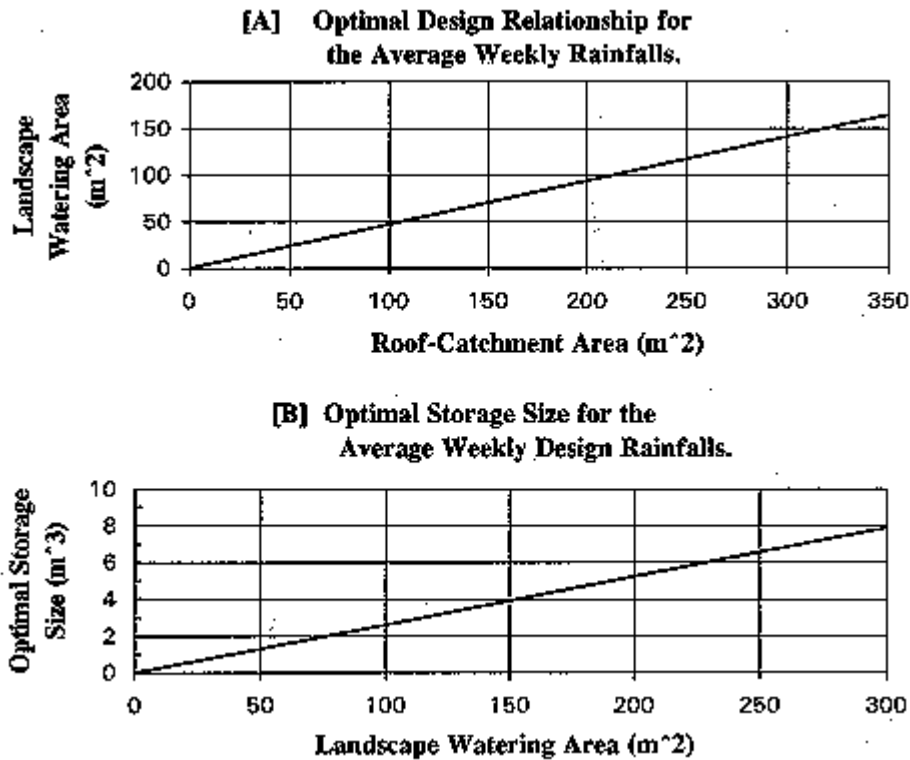 [A] Optimal Design Relationship for
the Average Weekly Rainfalls.
Landscape
Watering Area
(m^2)
200
150
100
50
0
0 50 100 150 200 250 300 350
Roof-Catchment Area (m^2)
[B] Optimal Storage Size for the
Average Weekly Design Rainfalls.
Optimal Storage
Size (m^3)
10
8
6
4
2
0
0 50 100 150 200 250 300
Landscape Watering Area (m^2)